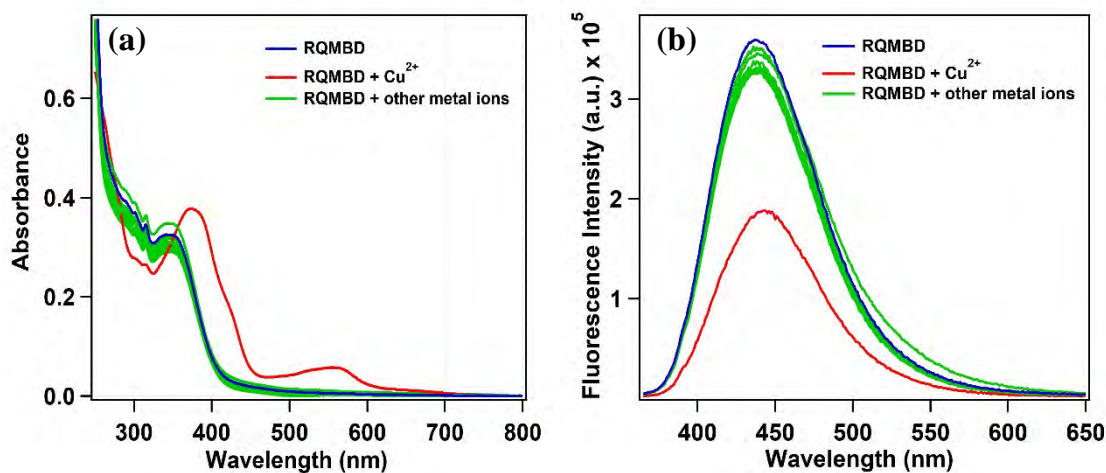 (a)
RQMBD
RQMBD + Cu²⁺
RQMBD + other metal ions
Absorbance
0.6
0.4
0.2
0.0
300
400
500
600
700
800
Wavelength (nm)
(b)
RQMBD
RQMBD + Cu²⁺
RQMBD + other metal ions
Fluorescence Intensity (a.u.) x 10⁵
3
2
1
400
450
500
550
600
650
Wavelength (nm)